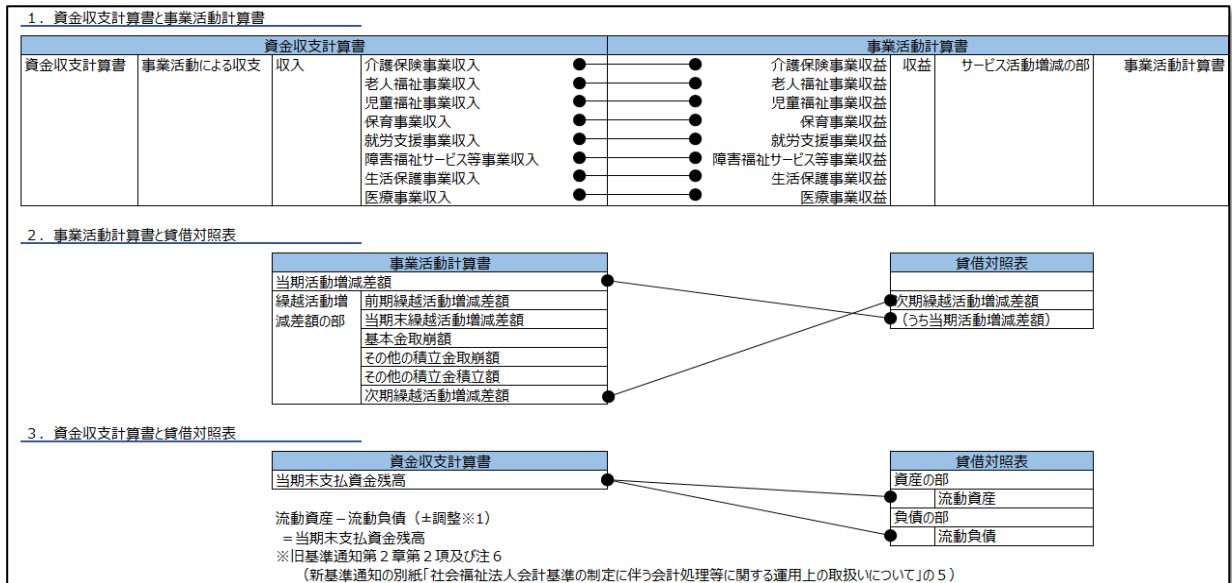 1．資金収支計算書と事業活動計算書
資金収支計算書 事業活動計算書
資金収支計算書 事業活動による収支 収入 介護保険事業収入 介護保険事業収益 収益 サービス活動増減の部 事業活動計算書
老人福祉事業収入 老人福祉事業収益
児童福祉事業収入 児童福祉事業収益
保育事業収入 保育事業収益
就労支援事業収入 就労支援事業収益
障害福祉サービス等事業収入 障害福祉サービス等事業収益
生活保護事業収入 生活保護事業収益
医療事業収入 医療事業収益
2．事業活動計算書と貸借対照表
事業活動計算書 貸借対照表
当期活動増減差額
繰越活動増 前期繰越活動増減差額 次期繰越活動増減差額
減差額の部 当期末繰越活動増減差額 （うち当期活動増減差額）
基本金取崩額
その他の積立金取崩額
その他の積立金積立額
次期繰越活動増減差額
3．資金収支計算書と貸借対照表
資金収支計算書 貸借対照表
当期末支払資金残高 資産の部
流動資産
流動資産－流動負債（±調整※1） 負債の部
＝当期末支払資金残高 流動負債
※旧基準通知第２章第２項及び注６
（新基準通知の別紙「社会福祉法人会計基準の制定に伴う会計処理等に関する運用上の取扱いについて」の５）